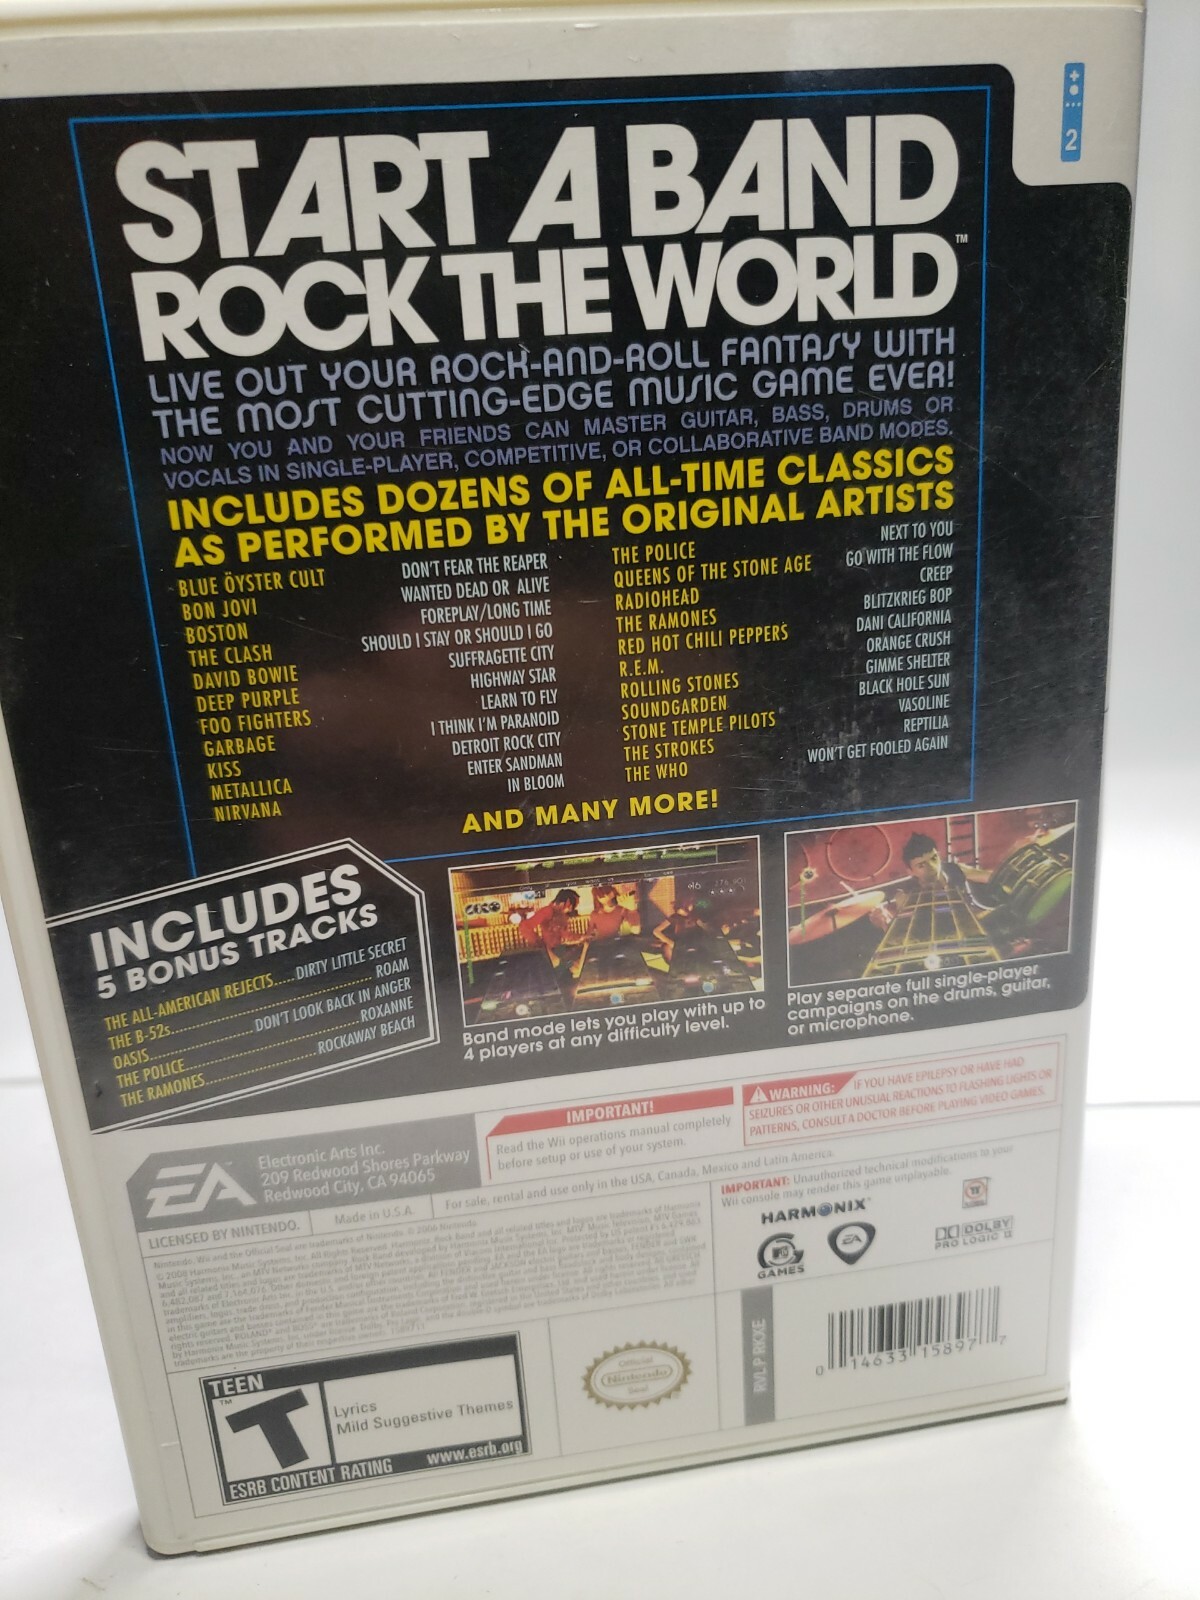 2
START A BAND
ROCK THE WORLD™
LIVE OUT YOUR ROCK-AND-ROLL FANTASY WITH
THE MOST CUTTING-EDGE MUSIC GAME EVER!
NOW YOU AND YOUR FRIENDS CAN MASTER GUITAR, BASS, DRUMS OR
VOCALS IN SINGLE-PLAYER, COMPETITIVE, OR COLLABORATIVE BAND MODES.
INCLUDES DOZENS OF ALL-TIME CLASSICS
AS PERFORMED BY THE ORIGINAL ARTISTS
BLUE ÖYSTER CULT DON'T FEAR THE REAPER
BON JOVI WANTED DEAD OR ALIVE
BOSTON FOREPLAY/LONG TIME
THE CLASH SHOULD I STAY OR SHOULD I GO
DAVID BOWIE SUFFRAGETTE CITY
DEEP PURPLE HIGHWAY STAR
FOO FIGHTERS LEARN TO FLY
GARBAGE I THINK I'M PARANOID
KISS DETROIT ROCK CITY
METALLICA ENTER SANDMAN
NIRVANA IN BLOOM
THE POLICE NEXT TO YOU
QUEENS OF THE STONE AGE GO WITH THE FLOW
RADIOHEAD CREEP
THE RAMONES BLITZKRIEG BOP
RED HOT CHILI PEPPERS DANI CALIFORNIA
R.E.M. ORANGE CRUSH
ROLLING STONES GIMME SHELTER
SOUNDGARDEN BLACK HOLE SUN
STONE TEMPLE PILOTS VASOLINE
THE STROKES REPTILIA
THE WHO WON'T GET FOOLED AGAIN
AND MANY MORE!
INCLUDES
5 BONUS TRACKS
THE ALL-AMERICAN REJECTS.....DIRTY LITTLE SECRET
THE B-52s..........ROAM
OASIS..........DON'T LOOK BACK IN ANGER
THE POLICE..........ROXANNE
THE RAMONES..........ROCKAWAY BEACH
Band mode lets you play with up to
4 players at any difficulty level.
Play separate full single-player
campaigns on the drums, guitar,
or microphone.
EA™
Electronic Arts Inc.
209 Redwood Shores Parkway
Redwood City, CA 94065
IMPORTANT!
Read the Wii operations manual completely
before setup or use of your system.
WARNING: IF YOU HAVE EPILEPSY OR HAVE HAD
SEIZURES OR OTHER UNUSUAL REACTIONS TO FLASHING LIGHTS OR
PATTERNS, CONSULT A DOCTOR BEFORE PLAYING VIDEO GAMES.
LICENSED BY NINTENDO.
Made in U.S.A.
For sale, rental and use only in the USA, Canada, Mexico and Latin America.
IMPORTANT: Unauthorized technical modifications to your
Wii console may render this game unplayable.
HARMONIX
GAMES
EA
DOLBY
PRO LOGIC II
TEEN
T
Lyrics
Mild Suggestive Themes
ESRB CONTENT RATING www.esrb.org
Official
Nintendo
Seal
RVL P RKXE
0 14633 15897 7